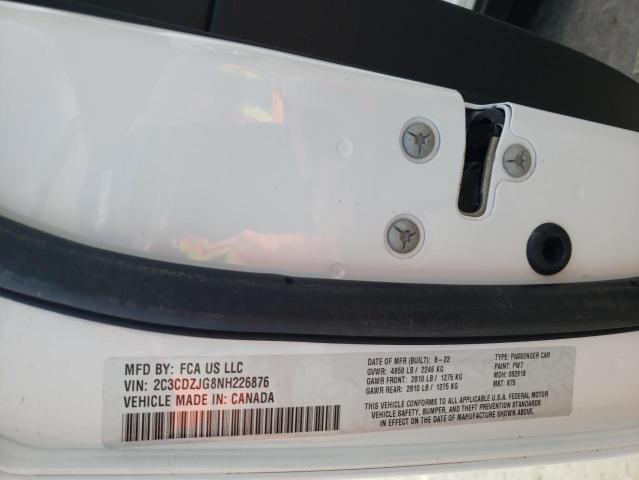 MFD BY: FCA US LLC
VIN: 2C3CDZJG8NH226876
VEHICLE MADE IN: CANADA
DATE OF MFR (BUILT): 8-22
GVWR: 4950 LB / 2246 KG
GAWR FRONT: 2810 LB / 1275 KG
GAWR REAR: 2810 LB / 1275 KG
TYPE: PASSENGER CAR
PAINT: PW7
MDH: 082918
MKT: 875
THIS VEHICLE CONFORMS TO ALL APPLICABLE U.S.A. FEDERAL MOTOR
VEHICLE SAFETY, BUMPER, AND THEFT PREVENTION STANDARDS
IN EFFECT ON THE DATE OF MANUFACTURE SHOWN ABOVE.